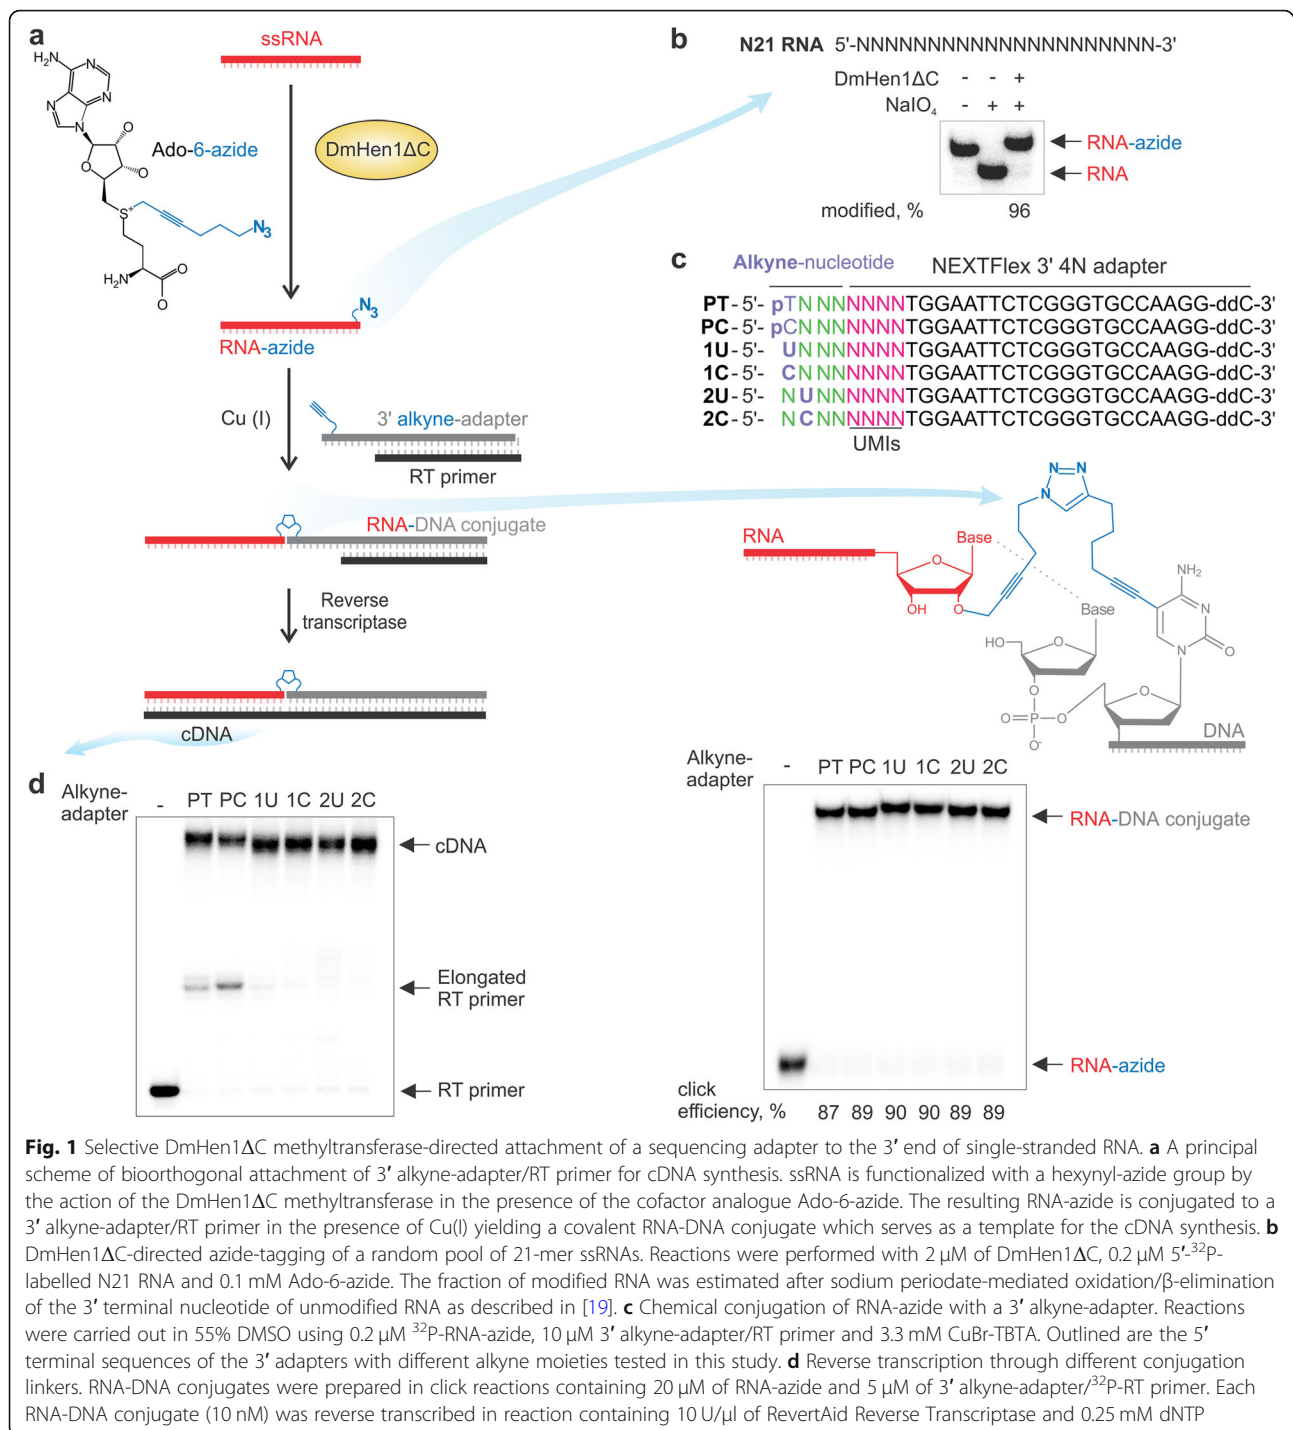 a
ssRNA
NH₂
H₂N
N
N
N
N
O
O
O
Ado-6-azide
DmHen1ΔC
S⁺
N₃
H₂N
O
O
N₃
RNA-azide
Cu (I)
3' alkyne-adapter
RT primer
RNA-DNA conjugate
Reverse
transcriptase
cDNA
b
N21 RNA 5'-NNNNNNNNNNNNNNNNNNNNN-3'
DmHen1ΔC - - +
NaIO₄ - + +
RNA-azide
RNA
modified, % 96
c
Alkyne-nucleotide NEXTFlex 3' 4N adapter
PT- 5'- pTN NNNNNNTGGAATTCTCGGGTGCCAAGG-ddC-3'
PC- 5'- pCN NNNNNNTGGAATTCTCGGGTGCCAAGG-ddC-3'
1U- 5'- UN NNNNNNTGGAATTCTCGGGTGCCAAGG-ddC-3'
1C- 5'- CN NNNNNNTGGAATTCTCGGGTGCCAAGG-ddC-3'
2U- 5'- NU NNNNNNTGGAATTCTCGGGTGCCAAGG-ddC-3'
2C- 5'- NC NNNNNNTGGAATTCTCGGGTGCCAAGG-ddC-3'
UMIs
N=N
N
RNA
Base
O
OH
O
NH₂
N
N
O
Base
HO
O
O
O=P-O
O⁻
O
DNA
Alkyne-
adapter
- PT PC 1U 1C 2U 2C
RNA-DNA conjugate
RNA-azide
click
efficiency, % 87 89 90 90 89 89
d
Alkyne-
adapter
- PT PC 1U 1C 2U 2C
cDNA
Elongated
RT primer
RT primer
Fig. 1 Selective DmHen1ΔC methyltransferase-directed attachment of a sequencing adapter to the 3′ end of single-stranded RNA. a A principal
scheme of bioorthogonal attachment of 3′ alkyne-adapter/RT primer for cDNA synthesis. ssRNA is functionalized with a hexynyl-azide group by
the action of the DmHen1ΔC methyltransferase in the presence of the cofactor analogue Ado-6-azide. The resulting RNA-azide is conjugated to a
3′ alkyne-adapter/RT primer in the presence of Cu(I) yielding a covalent RNA-DNA conjugate which serves as a template for the cDNA synthesis. b
DmHen1ΔC-directed azide-tagging of a random pool of 21-mer ssRNAs. Reactions were performed with 2 μM of DmHen1ΔC, 0.2 μM 5′-³²P-
labelled N21 RNA and 0.1 mM Ado-6-azide. The fraction of modified RNA was estimated after sodium periodate-mediated oxidation/β-elimination
of the 3′ terminal nucleotide of unmodified RNA as described in [19]. c Chemical conjugation of RNA-azide with a 3′ alkyne-adapter. Reactions
were carried out in 55% DMSO using 0.2 μM ³²P-RNA-azide, 10 μM 3′ alkyne-adapter/RT primer and 3.3 mM CuBr-TBTA. Outlined are the 5′
terminal sequences of the 3′ adapters with different alkyne moieties tested in this study. d Reverse transcription through different conjugation
linkers. RNA-DNA conjugates were prepared in click reactions containing 20 μM of RNA-azide and 5 μM of 3′ alkyne-adapter/³²P-RT primer. Each
RNA-DNA conjugate (10 nM) was reverse transcribed in reaction containing 10 U/μl of RevertAid Reverse Transcriptase and 0.25 mM dNTP